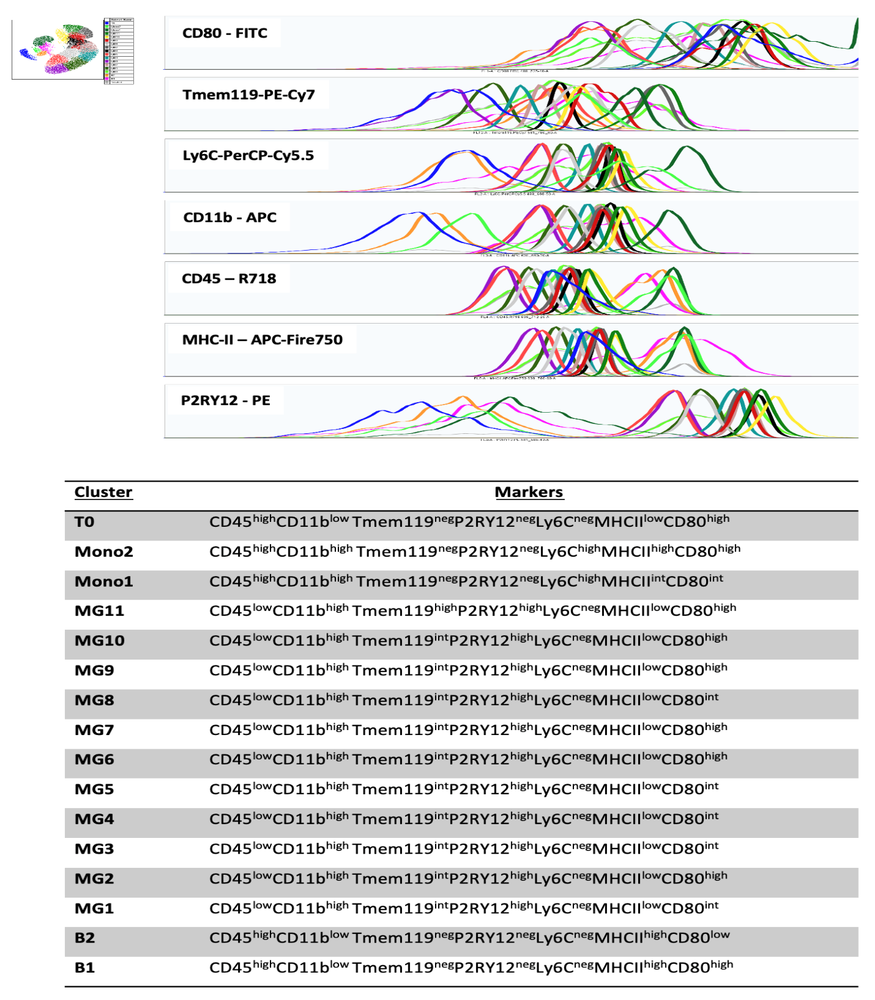 CD80 - FITC
Tmem119-PE-Cy7
Ly6C-PerCP-Cy5.5
CD11b - APC
CD45 – R718
MHC-II – APC-Fire750
P2RY12 - PE
Cluster Markers
T0 CD45highCD11blow Tmem119negP2RY12negLy6CnegMHCIIlowCD80high
Mono2 CD45highCD11bhigh Tmem119negP2RY12negLy6ChighMHCIIhighCD80high
Mono1 CD45highCD11bhigh Tmem119negP2RY12negLy6ChighMHCIIintCD80int
MG11 CD45lowCD11bhigh Tmem119highP2RY12highLy6CnegMHCIIlowCD80high
MG10 CD45lowCD11bhigh Tmem119intP2RY12highLy6CnegMHCIIlowCD80high
MG9 CD45lowCD11bhigh Tmem119intP2RY12highLy6CnegMHCIIlowCD80high
MG8 CD45lowCD11bhigh Tmem119intP2RY12highLy6CnegMHCIIlowCD80int
MG7 CD45lowCD11bhigh Tmem119intP2RY12highLy6CnegMHCIIlowCD80high
MG6 CD45lowCD11bhigh Tmem119intP2RY12highLy6CnegMHCIIlowCD80high
MG5 CD45lowCD11bhigh Tmem119intP2RY12highLy6CnegMHCIIlowCD80int
MG4 CD45lowCD11bhigh Tmem119intP2RY12highLy6CnegMHCIIlowCD80int
MG3 CD45lowCD11bhigh Tmem119intP2RY12highLy6CnegMHCIIlowCD80int
MG2 CD45lowCD11bhigh Tmem119intP2RY12highLy6CnegMHCIIlowCD80high
MG1 CD45lowCD11bhigh Tmem119intP2RY12highLy6CnegMHCIIlowCD80int
B2 CD45highCD11blow Tmem119negP2RY12negLy6CnegMHCIIhighCD80low
B1 CD45highCD11blow Tmem119negP2RY12negLy6CnegMHCIIhighCD80high